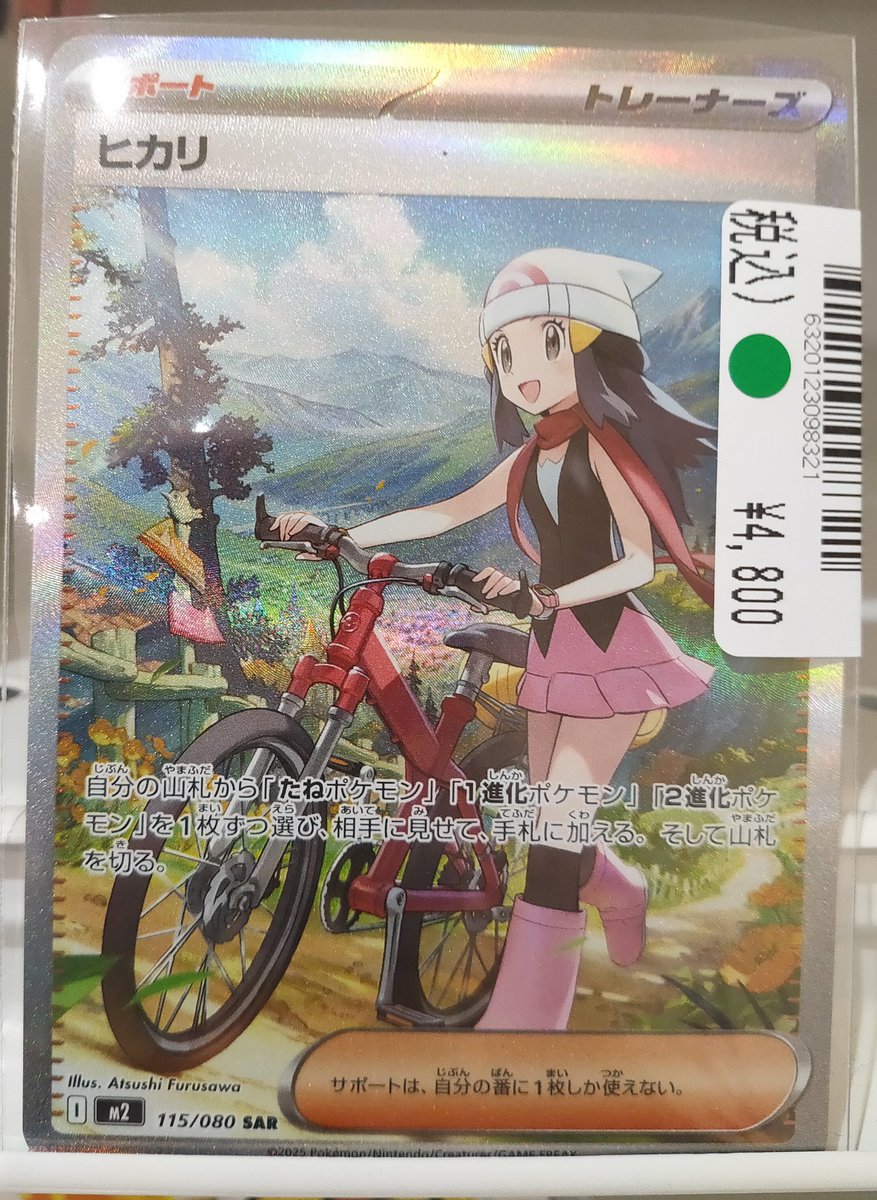 ポート
トレーナーズ
ヒカリ
税込)
¥4,800
6320123098321
自分の山札から「たねポケモン」「1進化ポケモン」「2進化ポケ
モン」を1枚ずつ選び、相手に見せて、手札に加える。そして山札
を切る。
Illus. Atsushi Furusawa
サポートは、自分の番に1枚しか使えない。
I M2 115/080 SAR
©2025 Pokémon/Nintendo/Creatures/GAME FREAK